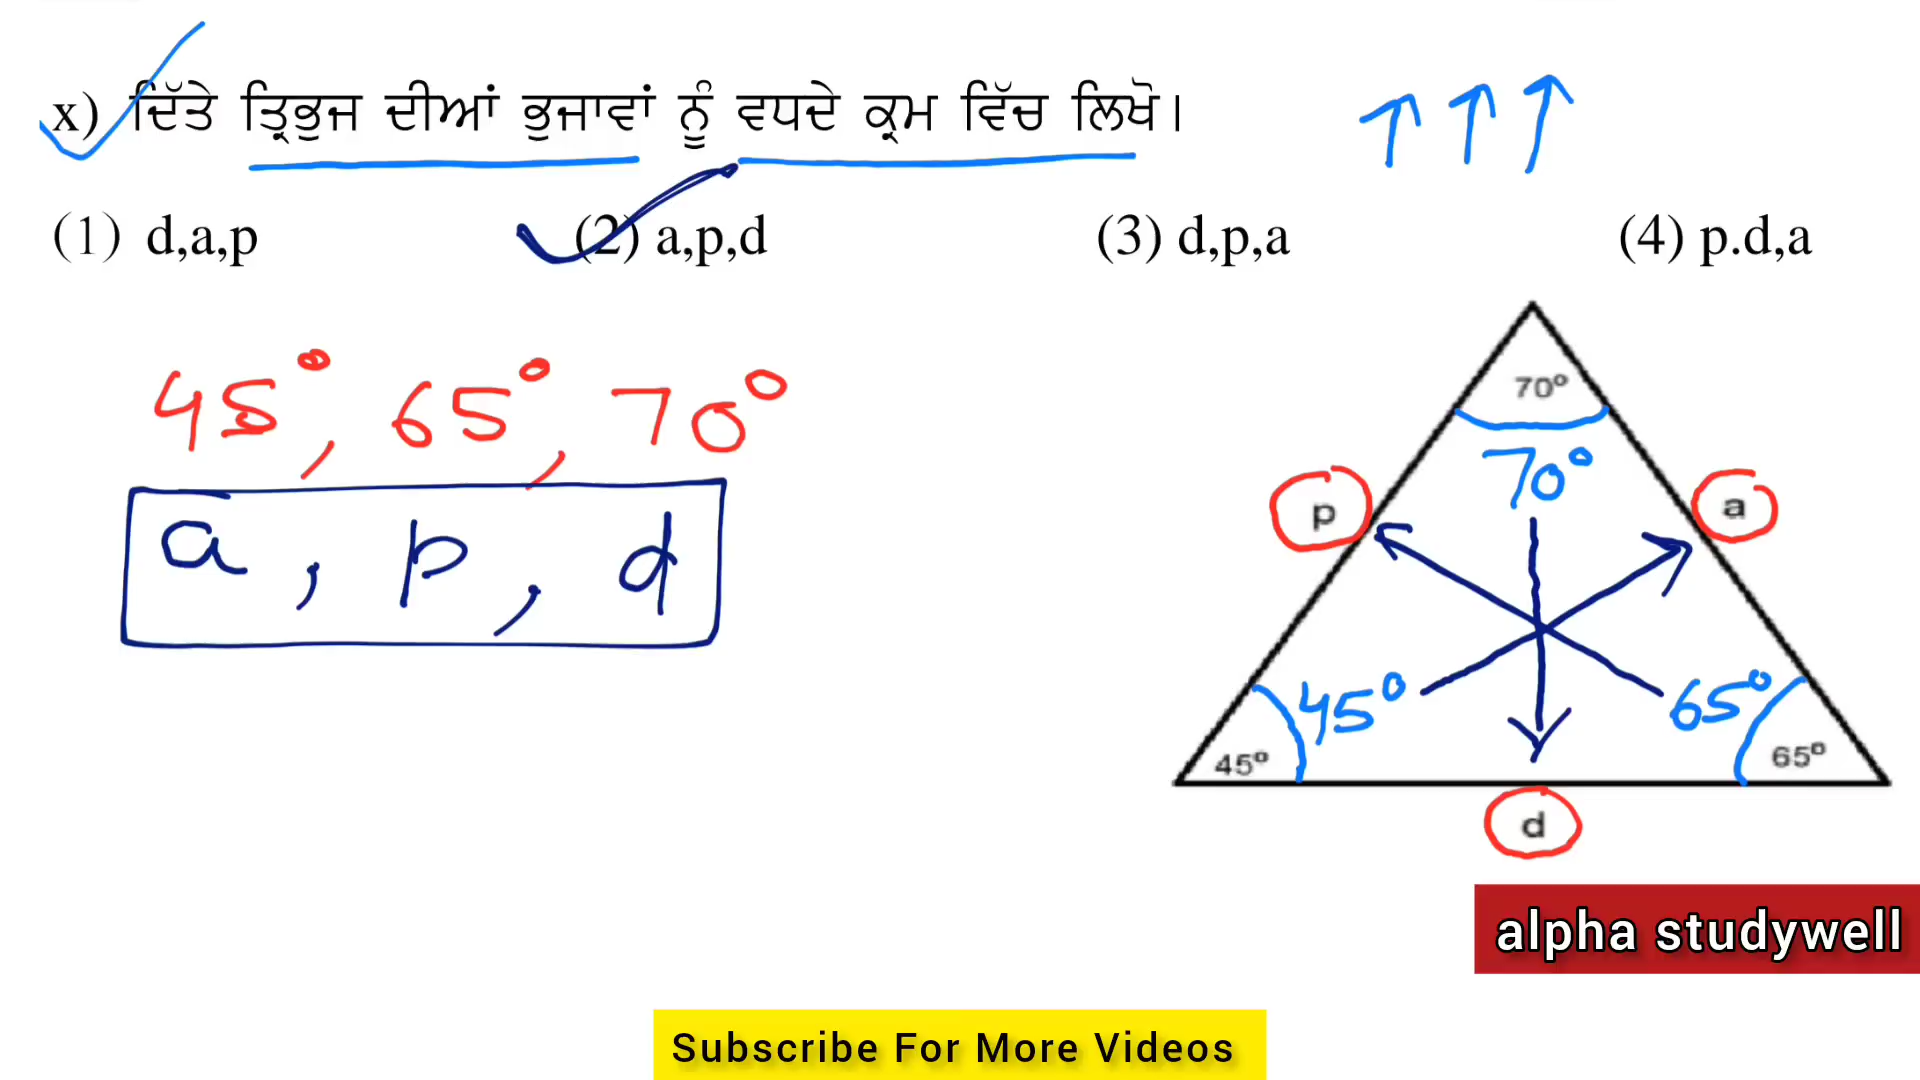 x) ਦਿੱਤੇ ਤ੍ਰਿਭੁਜ ਦੀਆਂ ਭੁਜਾਵਾਂ ਨੂੰ ਵਧਦੇ ਕ੍ਰਮ ਵਿੱਚ ਲਿਖੋ।
(1) d,a,p (2) a,p,d (3) d,p,a (4) p.d,a
45°, 65°, 70°
a, p, d
70°
70°
p a
45° 65°
45° 65°
d
alpha studywell
Subscribe For More Videos